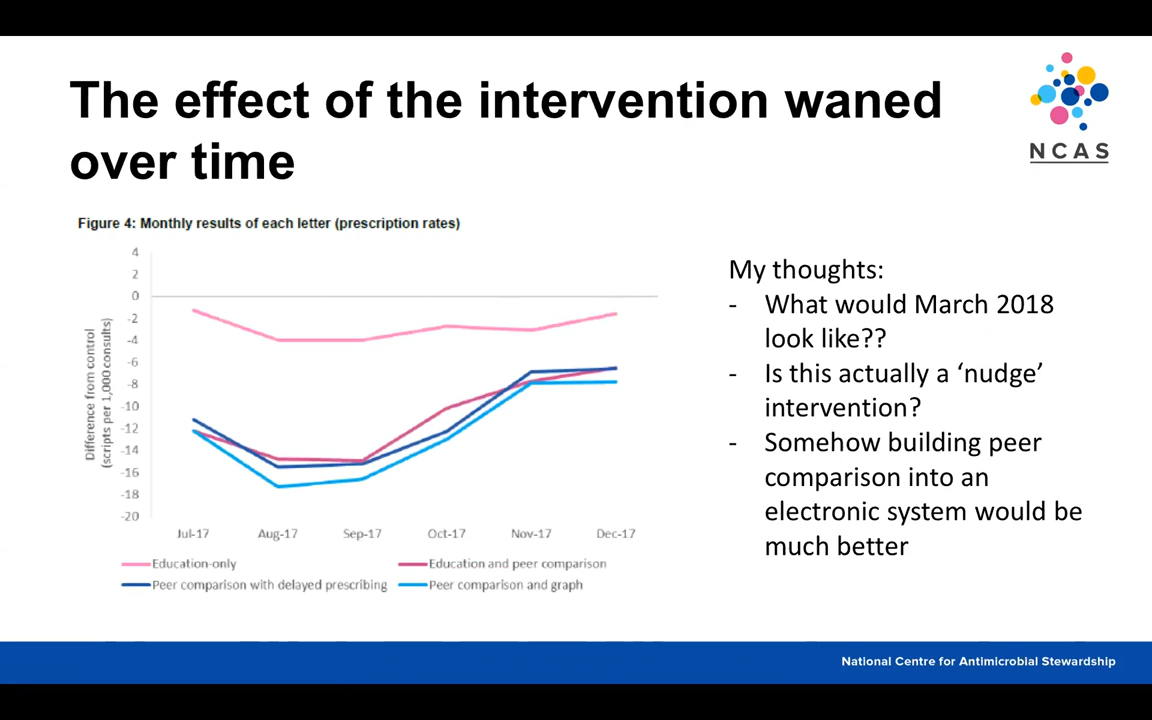 The effect of the intervention waned
over time
NCAS
Figure 4: Monthly results of each letter (prescription rates)
4
2
0
-2
-4
-6
-8
-10
-12
-14
-16
-18
-20
Difference from control
(scripts per 1,000 consults)
Jul-17 Aug-17 Sep-17 Oct-17 Nov-17 Dec-17
Education-only Education and peer comparison
Peer comparison with delayed prescribing Peer comparison and graph
My thoughts:
- What would March 2018
look like??
- Is this actually a ‘nudge’
intervention?
- Somehow building peer
comparison into an
electronic system would be
much better
National Centre for Antimicrobial Stewardship